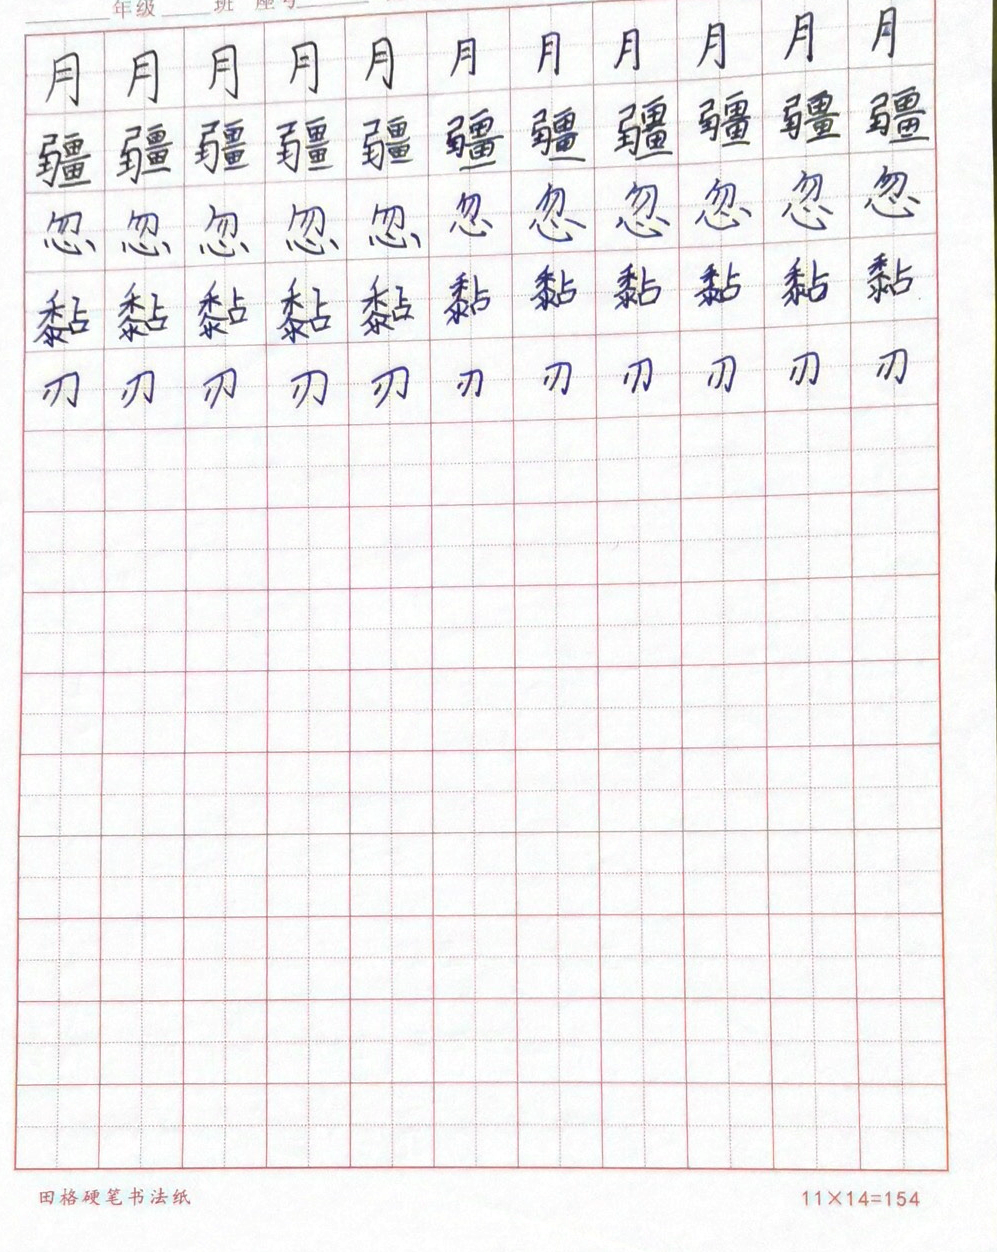 年级 班 座号
月月月月月月月月月月月
疆疆疆疆疆疆疆疆疆疆疆
忽忽忽忽忽忽忽忽忽忽忽
黏黏黏黏黏黏黏黏黏黏黏
刃刃刃刃刃刃刃刃刃刃刃
田格硬笔书法纸 11×14=154